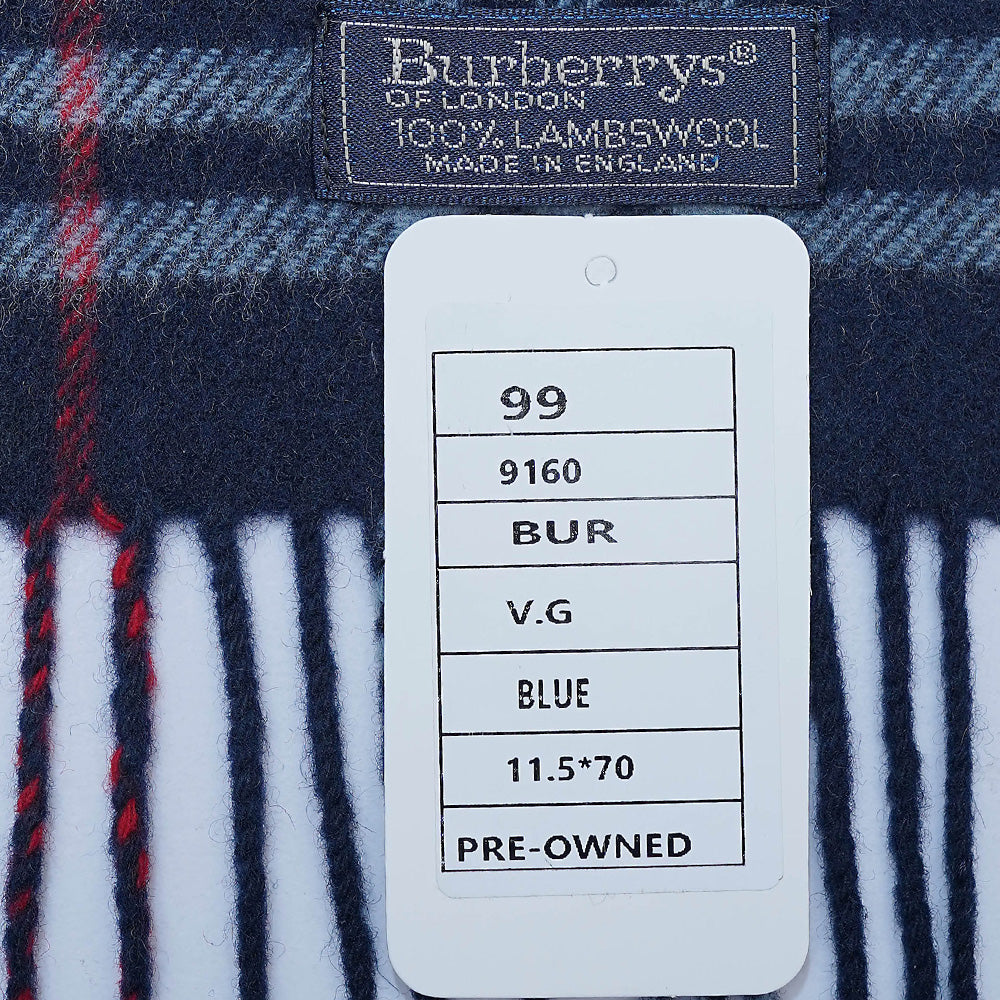 Burberrys®
OF LONDON
100% LAMBSWOOL
MADE IN ENGLAND
99
9160
BUR
V.G
BLUE
11.5*70
PRE-OWNED